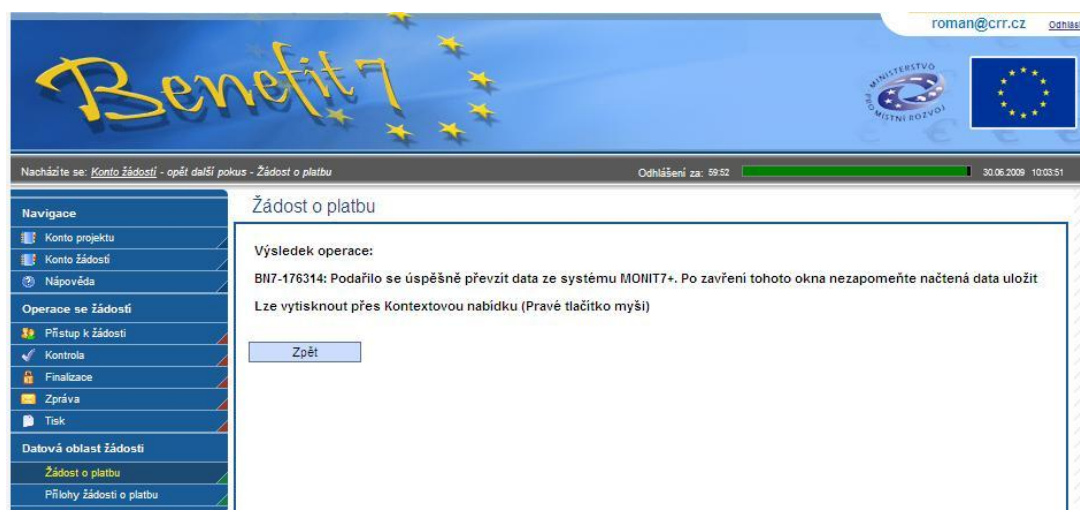 roman@crr.cz Odhlás
Benefit 7
MINISTERSTVO
PRO MÍSTNÍ ROZVOJ
Nacházíte se: Konto žádostí - opět další pokus - Žádost o platbu Odhlášení za: 59:52 30.06.2009 10:03:51
Navigace
Konto projektu
Konto žádostí
Nápověda
Operace se žádostí
Přístup k žádosti
Kontrola
Finalizace
Zpráva
Tisk
Datová oblast žádosti
Žádost o platbu
Přílohy žádosti o platbu
Žádost o platbu
Výsledek operace:
BN7-176314: Podařilo se úspěšně převzít data ze systému MONIT7+. Po zavření tohoto okna nezapomeňte načtená data uložit
Lze vytisknout přes Kontextovou nabídku (Pravé tlačítko myši)
Zpět